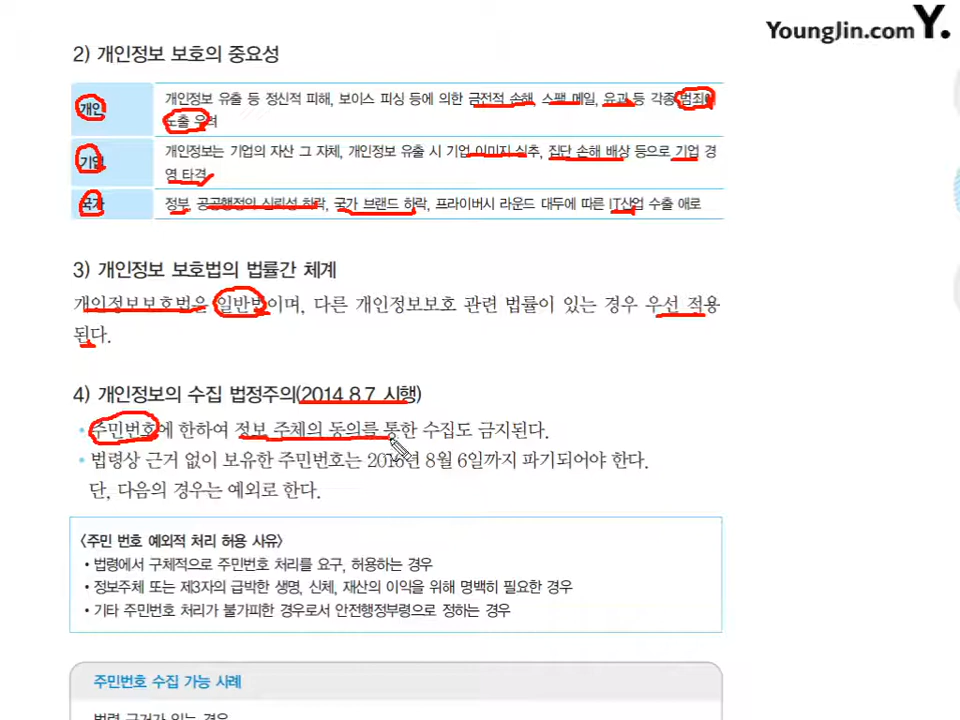 YoungJin.com Y.
2) 개인정보 보호의 중요성
개인 개인정보 유출 등 정신적 피해, 보이스 피싱 등에 의한 금전적 손해, 스팸 메일, 유괴 등 각종 범죄에
노출 우려
기업 개인정보는 기업의 자산 그 자체, 개인정보 유출 시 기업 이미지 실추, 집단 손해 배상 등으로 기업 경
영 타격
국가 정부 공공행정의 신뢰성 하락, 국가 브랜드 하락, 프라이버시 라운드 대두에 따른 IT산업 수출 애로
3) 개인정보 보호법의 법률간 체계
개인정보보호법은 일반법이며, 다른 개인정보보호 관련 법률이 있는 경우 우선 적용
된다.
4) 개인정보의 수집 법정주의(2014.8.7 시행)
• 주민번호에 한하여 정보 주체의 동의를 통한 수집도 금지된다.
• 법령상 근거 없이 보유한 주민번호는 2016년 8월 6일까지 파기되어야 한다.
단, 다음의 경우는 예외로 한다.
〈주민 번호 예외적 처리 허용 사유〉
• 법령에서 구체적으로 주민번호 처리를 요구, 허용하는 경우
• 정보주체 또는 제3자의 급박한 생명, 신체, 재산의 이익을 위해 명백히 필요한 경우
• 기타 주민번호 처리가 불가피한 경우로서 안전행정부령으로 정하는 경우
주민번호 수집 가능 사례
법령 근거가 있는 경우